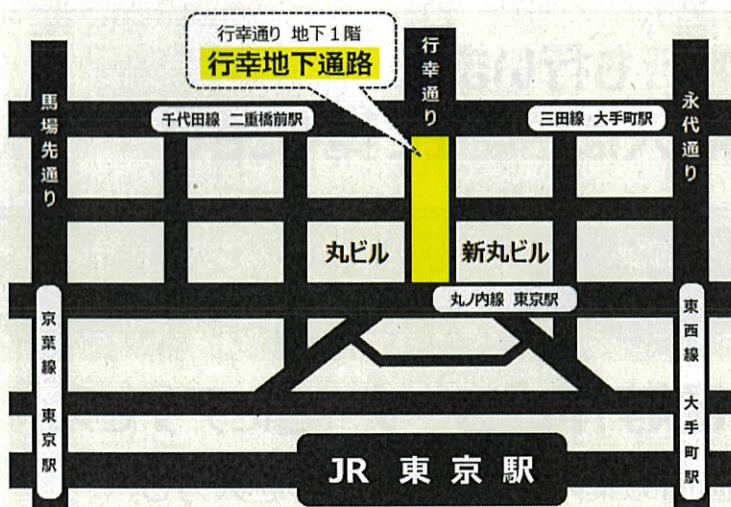 行幸通り 地下1階
行幸地下通路
行幸通り
馬場先通り
永代通り
千代田線 二重橋前駅
三田線 大手町駅
丸ビル
新丸ビル
丸ノ内線 東京駅
京葉線 東京駅
東西線 大手町駅
JR 東京駅